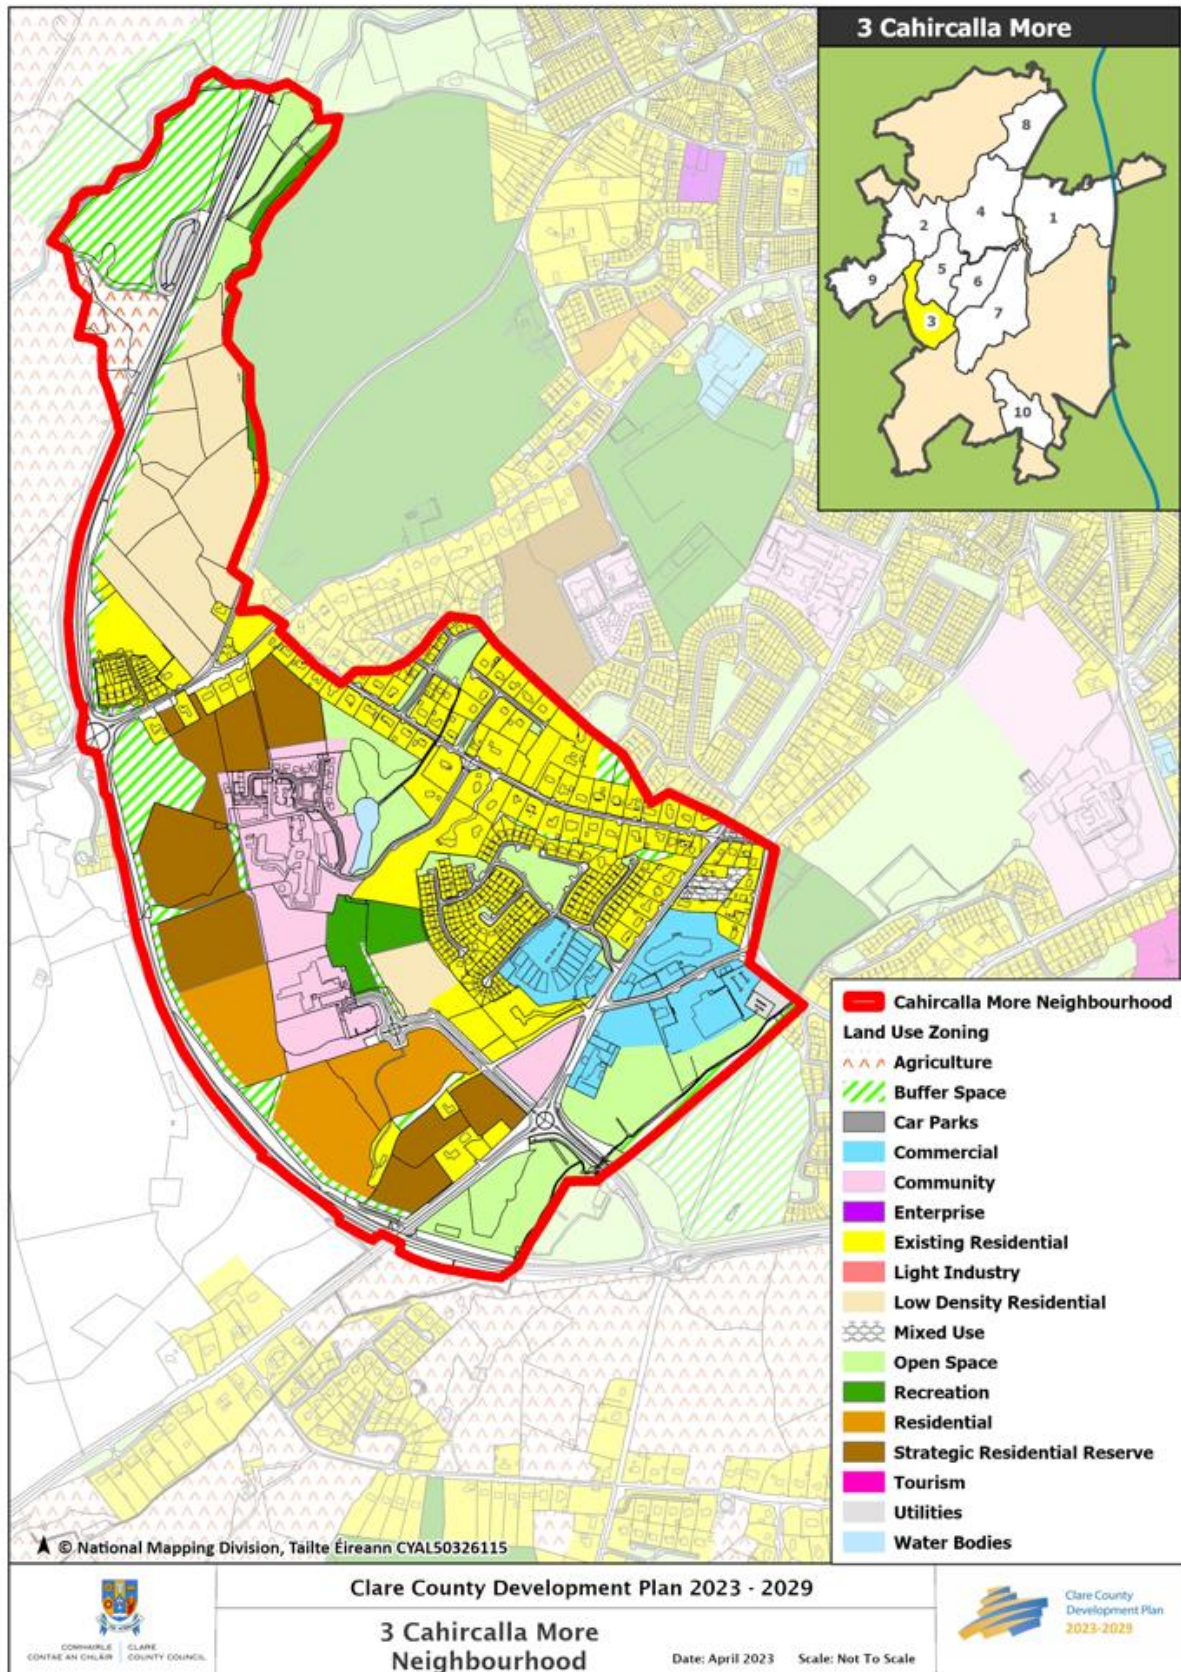 3 Cahircalla More
8
2
4
1
5
9
6
3
7
10
Cahircalla More Neighbourhood
Land Use Zoning
Agriculture
Buffer Space
Car Parks
Commercial
Community
Enterprise
Existing Residential
Light Industry
Low Density Residential
Mixed Use
Open Space
Recreation
Residential
Strategic Residential Reserve
Tourism
Utilities
Water Bodies
© National Mapping Division, Tailte Éireann CYAL50326115
COMHAIRLE CONTAE AN CHLÁIR
CLARE COUNTY COUNCIL
Clare County Development Plan 2023 - 2029
3 Cahircalla More
Neighbourhood
Date: April 2023 Scale: Not To Scale
Clare County
Development Plan
2023-2029